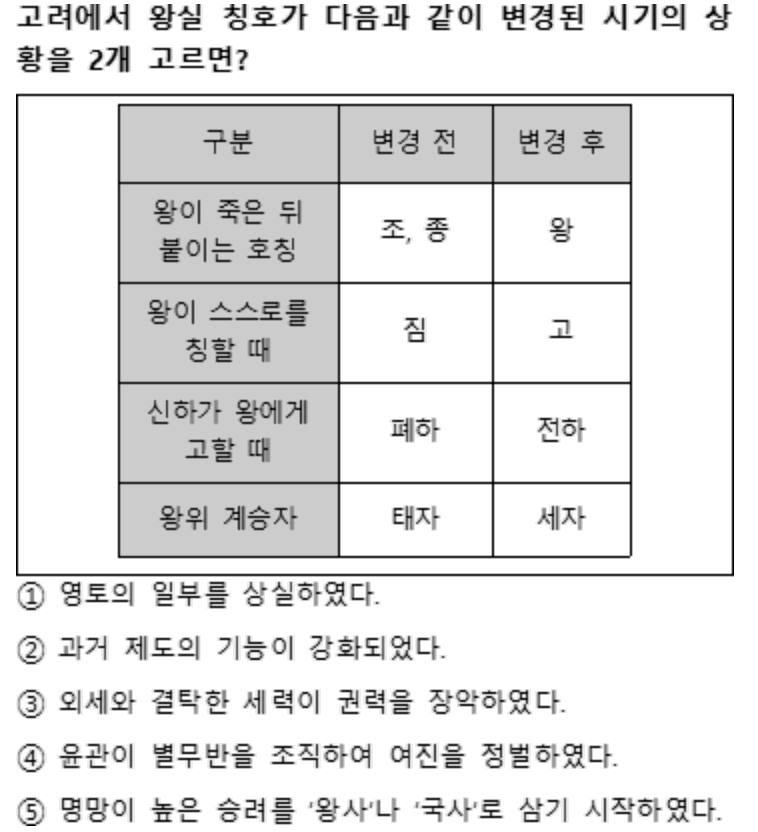 고려에서 왕실 칭호가 다음과 같이 변경된 시기의 상
황을 2개 고르면?
구분 변경 전 변경 후
왕이 죽은 뒤
붙이는 호칭
조, 종 왕
왕이 스스로를
칭할 때
짐 고
신하가 왕에게
고할 때
폐하 전하
왕위 계승자 태자 세자
① 영토의 일부를 상실하였다.
② 과거 제도의 기능이 강화되었다.
③ 외세와 결탁한 세력이 권력을 장악하였다.
④ 윤관이 별무반을 조직하여 여진을 정벌하였다.
⑤ 명망이 높은 승려를 '왕사'나 '국사'로 삼기 시작하였다.